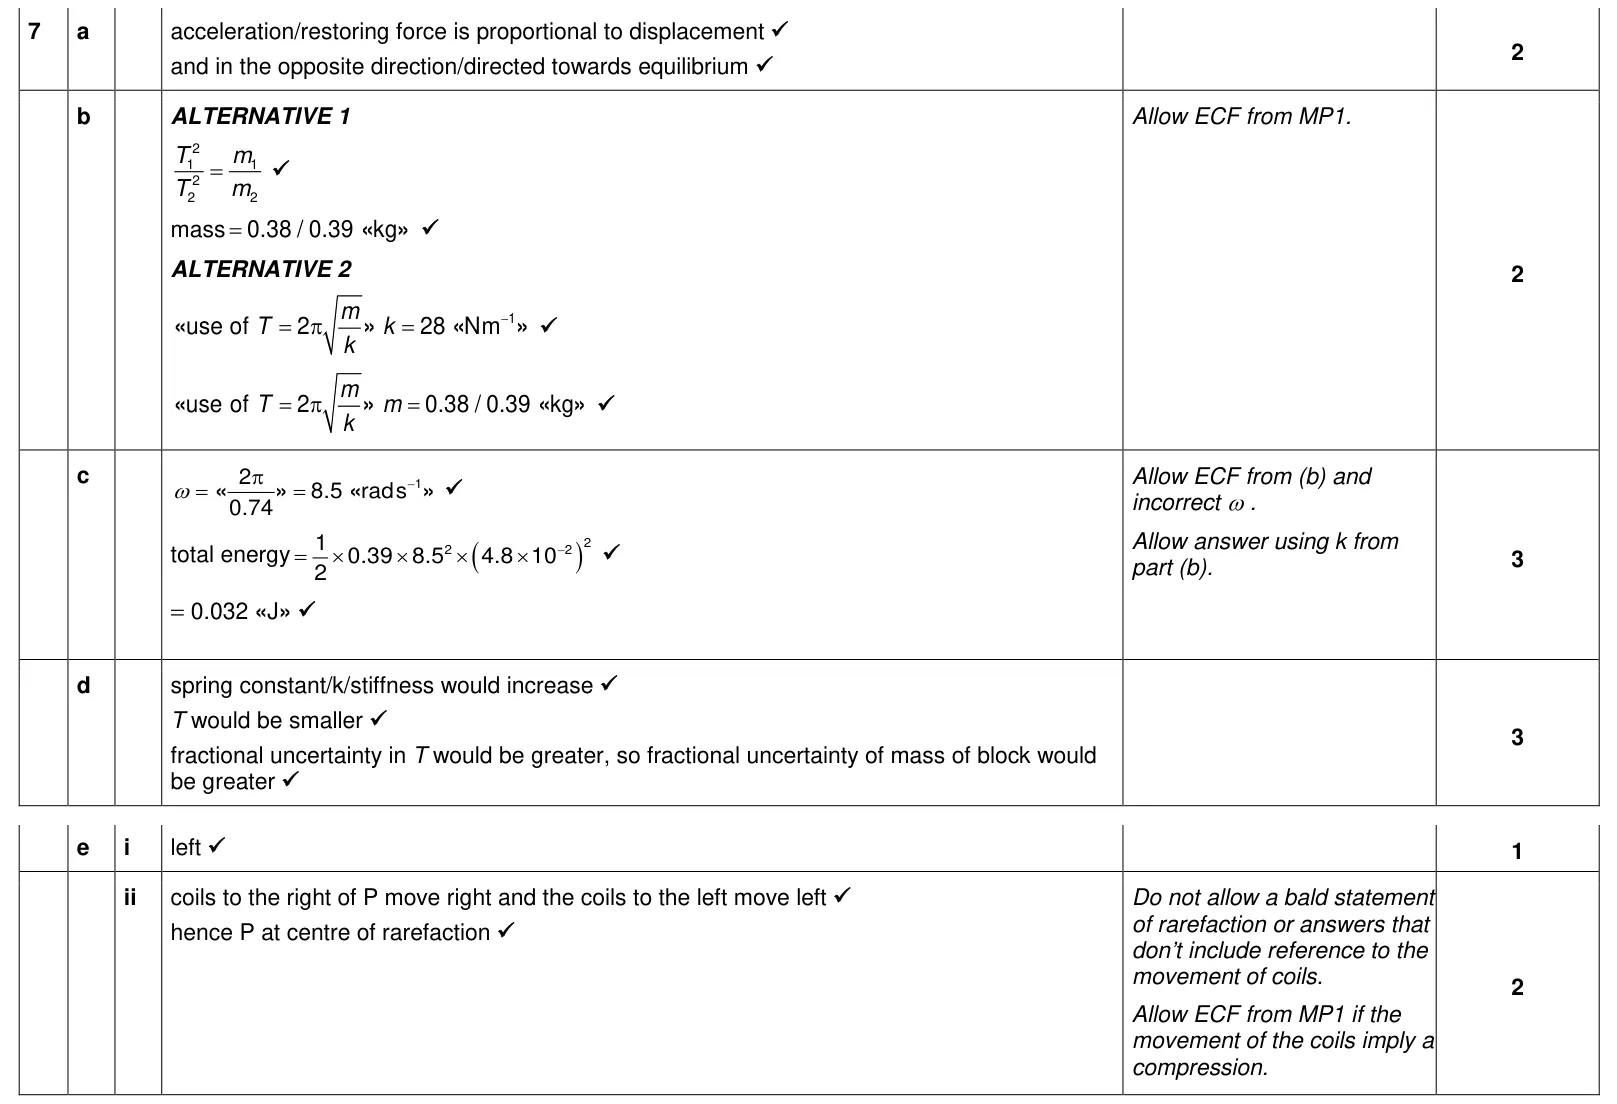 7 a acceleration/restoring force is proportional to displacement ✓
and in the opposite direction/directed towards equilibrium ✓
2
b ALTERNATIVE 1
T₁²/T₂² = m₁/m₂ ✓
mass = 0.38 / 0.39 «kg» ✓
ALTERNATIVE 2
«use of T = 2π√(m/k)» k = 28 «Nm⁻¹» ✓
«use of T = 2π√(m/k)» m = 0.38 / 0.39 «kg» ✓
Allow ECF from MP1.
2
c ω = «2π/0.74» = 8.5 «rads⁻¹» ✓
total energy = 1/2 × 0.39 × 8.5² × (4.8 × 10⁻²)² ✓
= 0.032 «J» ✓
Allow ECF from (b) and
incorrect ω .
Allow answer using k from
part (b).
3
d spring constant/k/stiffness would increase ✓
T would be smaller ✓
fractional uncertainty in T would be greater, so fractional uncertainty of mass of block would
be greater ✓
3
e i left ✓
1
ii coils to the right of P move right and the coils to the left move left ✓
hence P at centre of rarefaction ✓
Do not allow a bald statement
of rarefaction or answers that
don’t include reference to the
movement of coils.
Allow ECF from MP1 if the
movement of the coils imply a
compression.
2